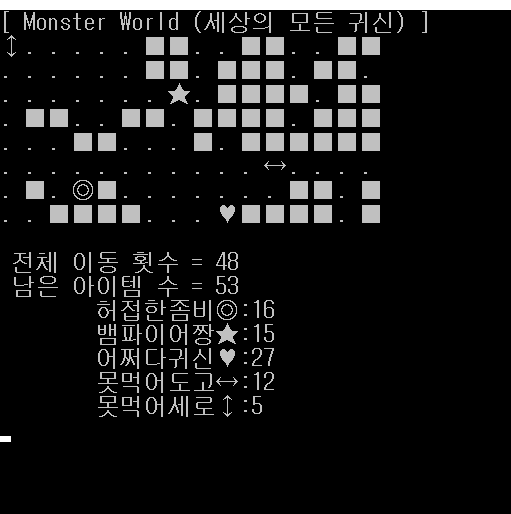 [ Monster World (세상의 모든 귀신) ]
전체 이동 횟수 = 48
남은 아이템 수 = 53
허접한좀비◎:16
뱀파이어짱★:15
어쩌다귀신♥:27
못먹어도고↔:12
못먹어세로↕:5